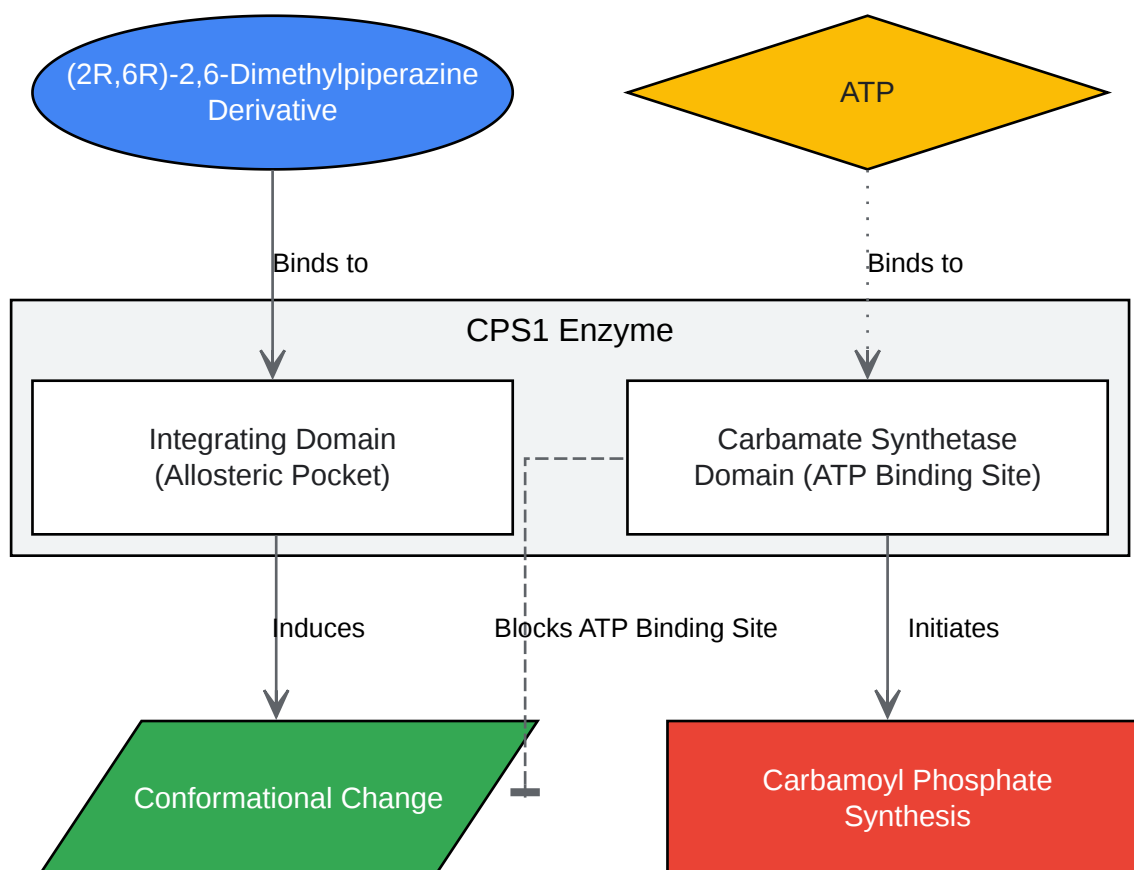 (2R,6R)-2,6-Dimethylpiperazine
Derivative
ATP
Binds to
Binds to
CPS1 Enzyme
Integrating Domain
(Allosteric Pocket)
Carbamate Synthetase
Domain (ATP Binding Site)
Induces
Blocks ATP Binding Site
Initiates
Conformational Change
Carbamoyl Phosphate
Synthesis